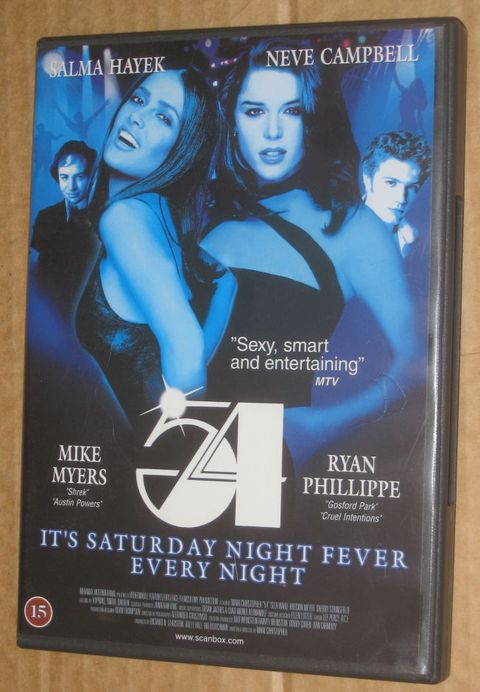 SALMA HAYEK
NEVE CAMPBELL
"Sexy, smart
and entertaining"
MTV
54
MIKE
MYERS
'Shrek'
'Austin Powers'
RYAN
PHILLIPPE
"Gosford Park"
'Cruel Intentions'
IT'S SATURDAY NIGHT FEVER
EVERY NIGHT
15
www.scanbox.com